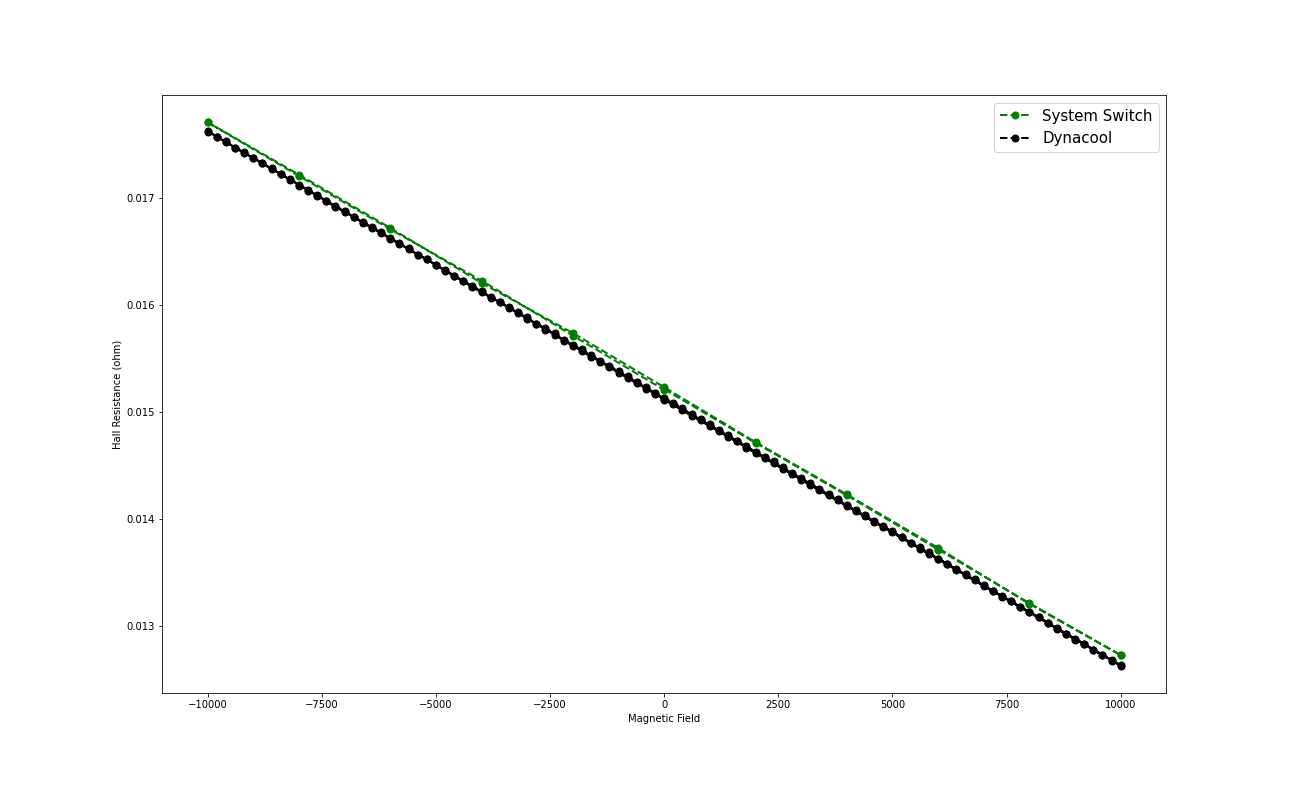 System Switch
Dynacool
0.017
0.016
0.015
0.014
0.013
Hall Resistance (ohm)
−10000 −7500 −5000 −2500 0 2500 5000 7500 10000
Magnetic Field